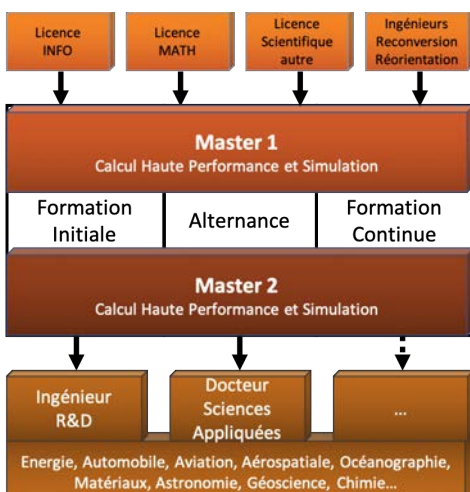 Licence
INFO
Licence
MATH
Licence
Scientifique
autre
Ingénieurs
Reconversion
Réorientation
Master 1
Calcul Haute Performance et Simulation
Formation
Initiale
Alternance
Formation
Continue
Master 2
Calcul Haute Performance et Simulation
Ingénieur
R&D
Docteur
Sciences
Appliquées
...
Energie, Automobile, Aviation, Aérospatiale, Océanographie,
Matériaux, Astronomie, Géoscience, Chimie...